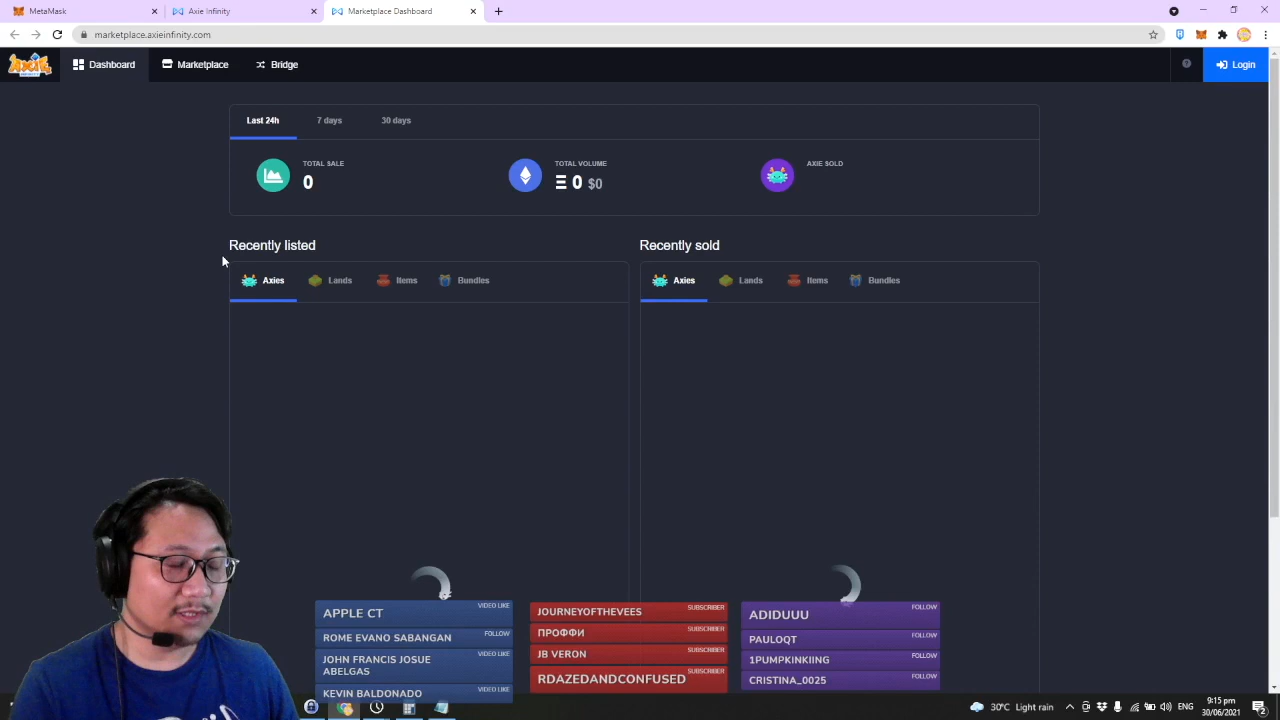 MetaMask
Axie Infinity
Marketplace Dashboard
marketplace.axieinfinity.com
Dashboard
Marketplace
Bridge
Login
Last 24h
7 days
30 days
TOTAL SALE
0
TOTAL VOLUME
Ξ 0 $0
AXIE SOLD
Recently listed
Recently sold
Axies
Lands
Items
Bundles
Axies
Lands
Items
Bundles
APPLE CT
VIDEO LIKE
ROME EVANO SABANGAN
FOLLOW
JOHN FRANCIS JOSUE
ABELGAS
VIDEO LIKE
KEVIN BALDONADO
VIDEO LIKE
JOURNEYOFTHEVEES
SUBSCRIBER
ПРОФФИ
SUBSCRIBER
JB VERON
SUBSCRIBER
RDAZEDANDCONFUSED
SUBSCRIBER
ADIDUUU
FOLLOW
PAULOQT
FOLLOW
1PUMPKINKIING
FOLLOW
CRISTINA_0025
FOLLOW
30°C Light rain
ENG
9:15 pm
30/06/2021